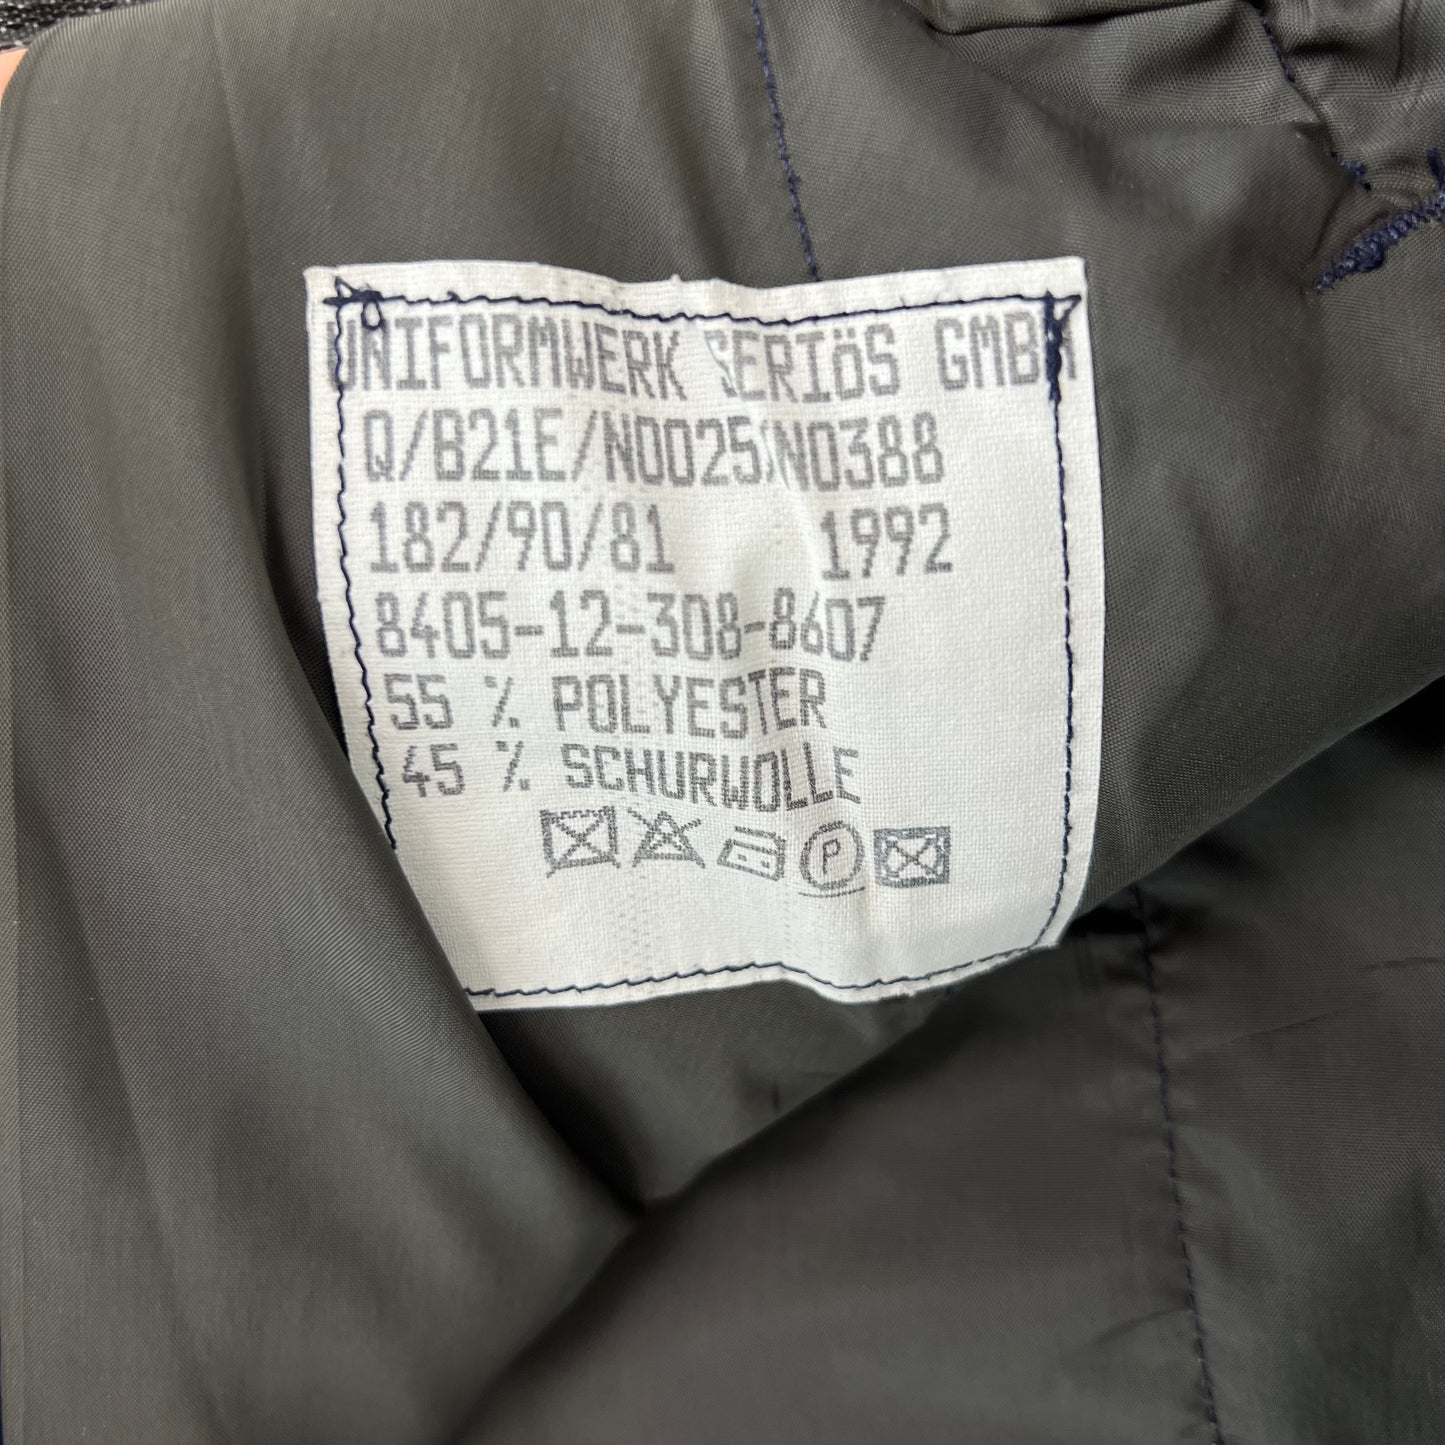 UNIFORMWERK SERIÖS GMBH
Q/B21E/N0025/N0388
182/90/81 1992
8405-12-308-8607
55 % POLYESTER
45 % SCHURWOLLE
P